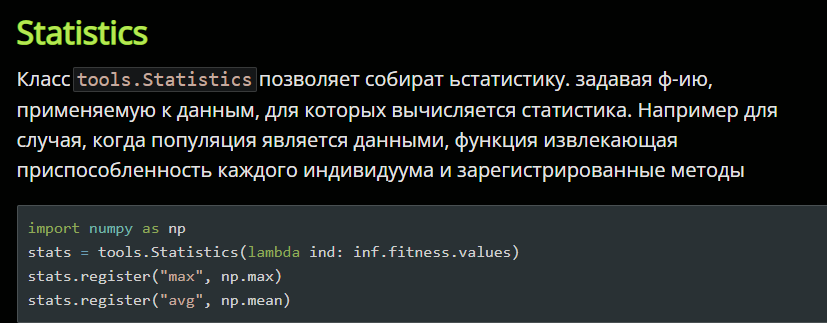 Statistics
Класс tools.Statistics позволяет собират ьстатистику. задавая ф-ию,
применяемую к данным, для которых вычисляется статистика. Например для
случая, когда популяция является данными, функция извлекающая
приспособленность каждого индивидуума и зарегистрированные методы
import numpy as np
stats = tools.Statistics(lambda ind: inf.fitness.values)
stats.register("max", np.max)
stats.register("avg", np.mean)